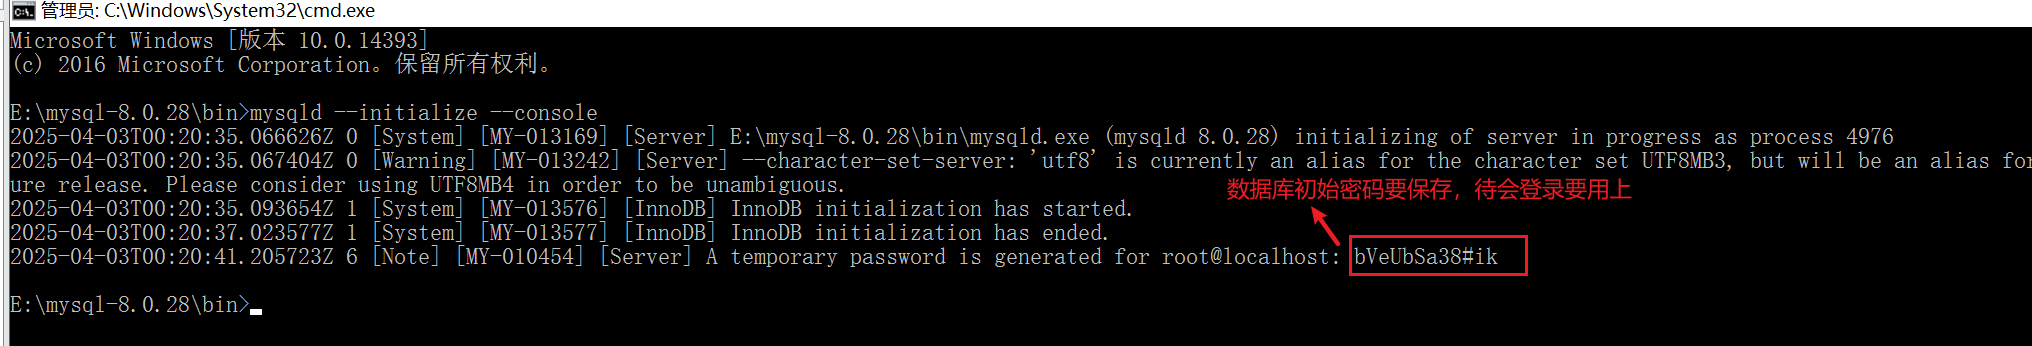 管理员: C:\Windows\System32\cmd.exe
Microsoft Windows [版本 10.0.14393]
(c) 2016 Microsoft Corporation。保留所有权利。
E:\mysql-8.0.28\bin>mysqld --initialize --console
2025-04-03T00:20:35.066626Z 0 [System] [MY-013169] [Server] E:\mysql-8.0.28\bin\mysqld.exe (mysqld 8.0.28) initializing of server in progress as process 4976
2025-04-03T00:20:35.067404Z 0 [Warning] [MY-013242] [Server] --character-set-server: 'utf8' is currently an alias for the character set UTF8MB3, but will be an alias for
ure release. Please consider using UTF8MB4 in order to be unambiguous.
数据库初始密码要保存，待会登录要用上
2025-04-03T00:20:35.093654Z 1 [System] [MY-013576] [InnoDB] InnoDB initialization has started.
2025-04-03T00:20:37.023577Z 1 [System] [MY-013577] [InnoDB] InnoDB initialization has ended.
2025-04-03T00:20:41.205723Z 6 [Note] [MY-010454] [Server] A temporary password is generated for root@localhost: bVeUbSa38#ik
E:\mysql-8.0.28\bin>